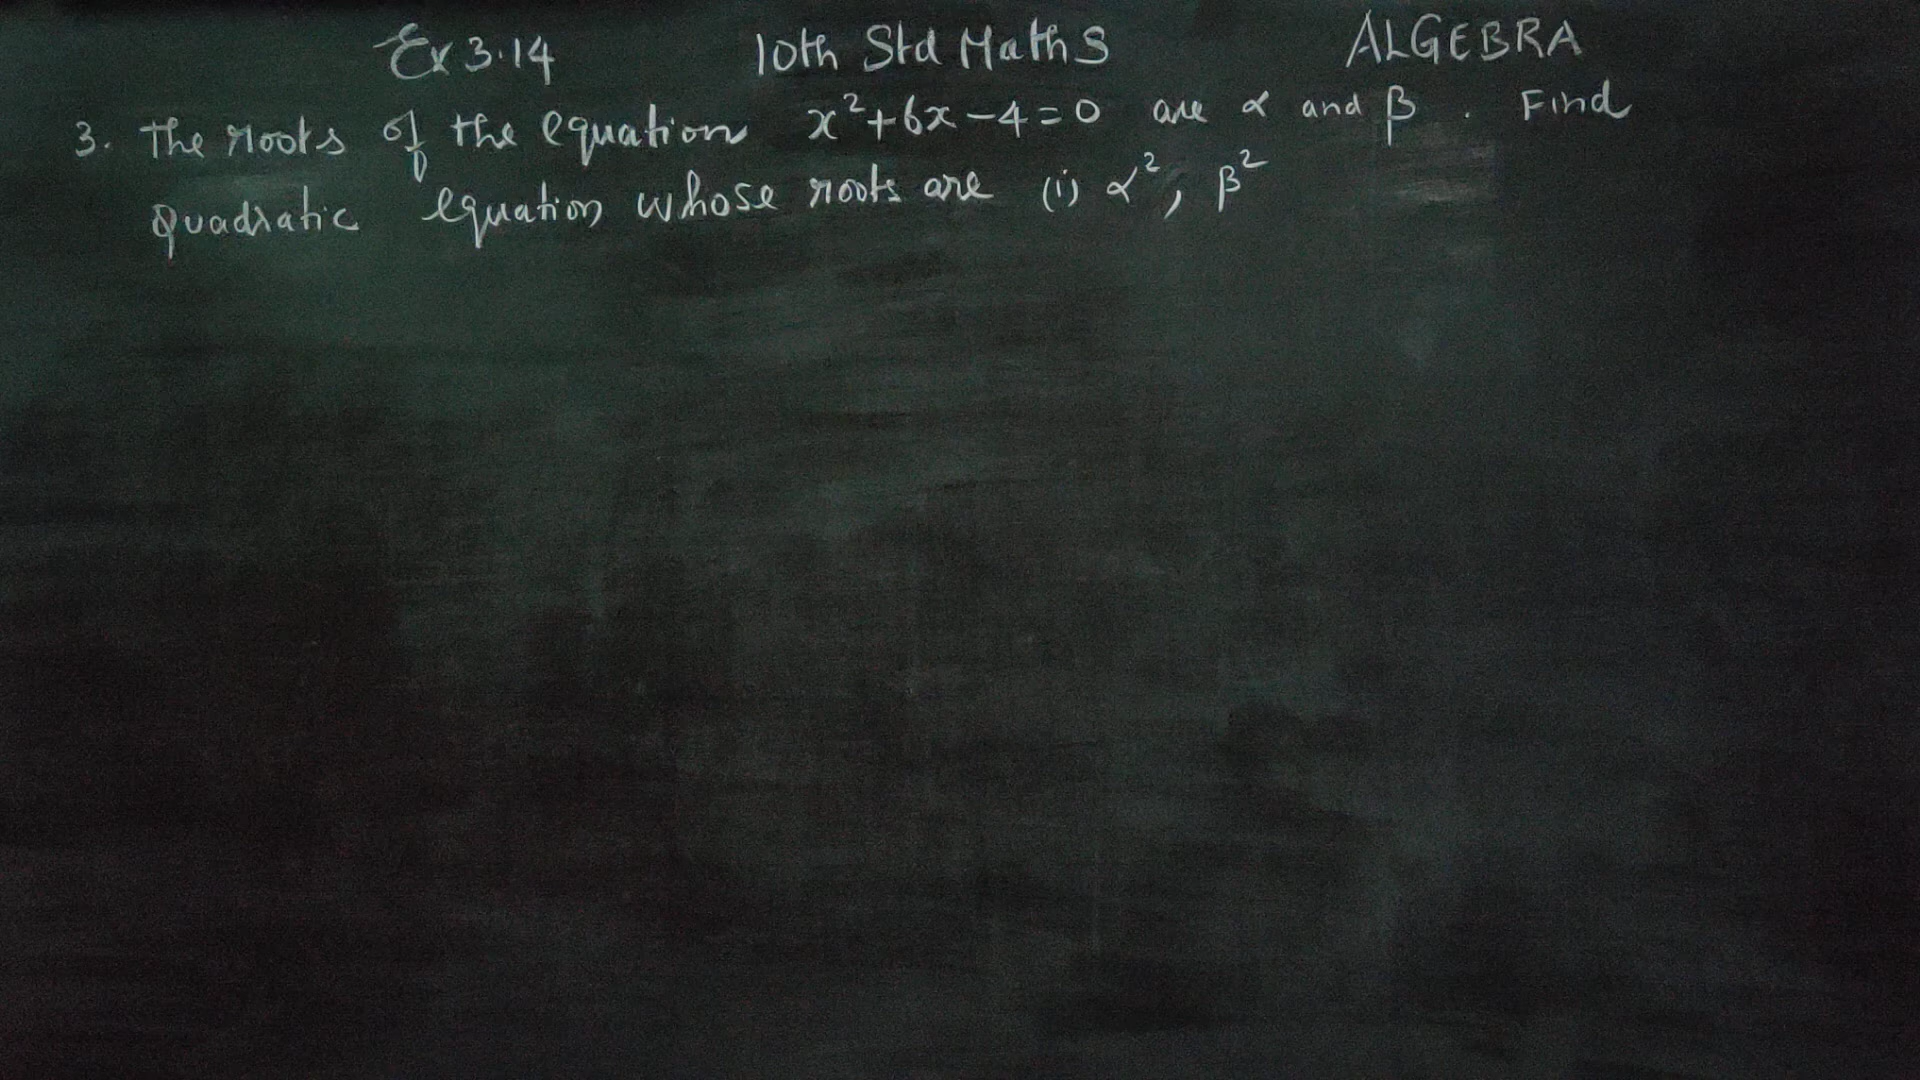 Ex 3.14 10th Std Maths ALGEBRA
3. The roots of the equation x²+6x-4=0 are α and β . Find
quadratic equation whose roots are (i) α², β²